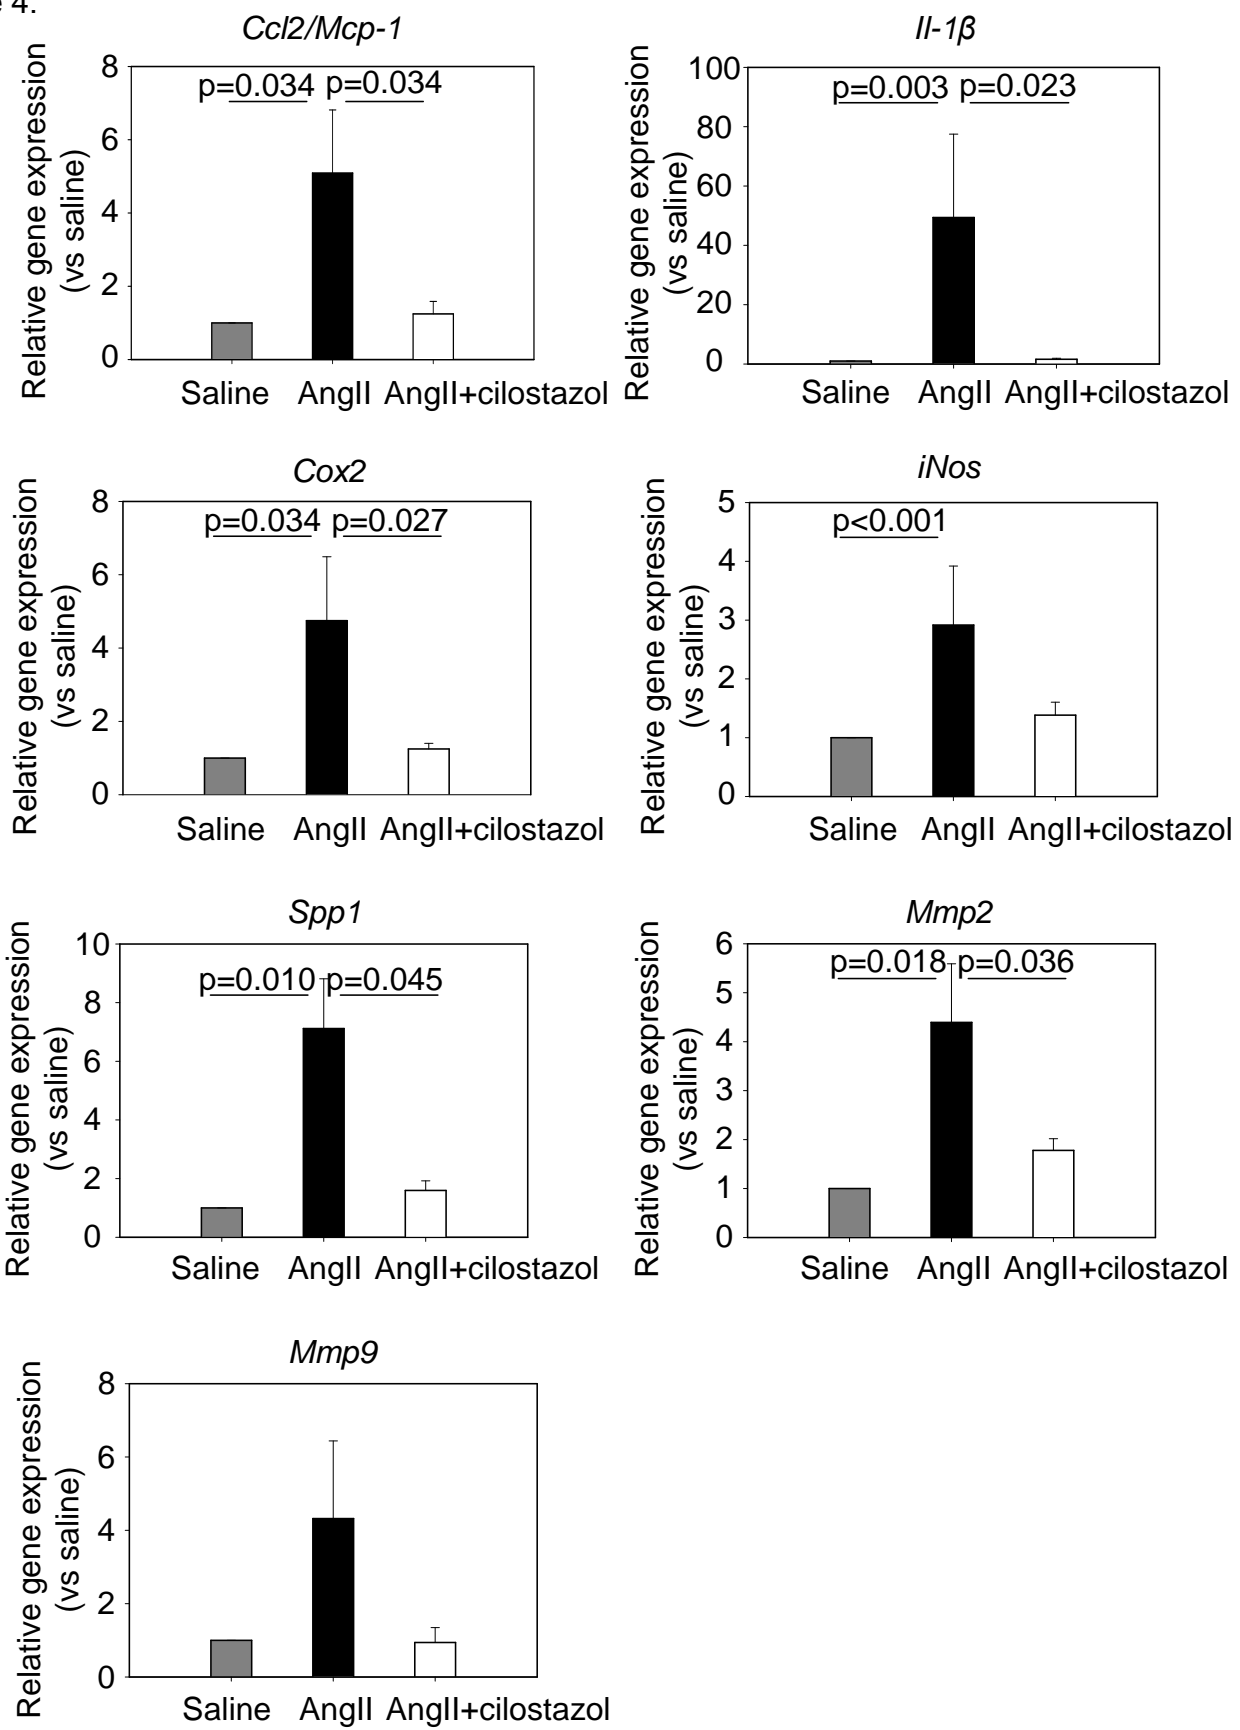 4.
Ccl2/Mcp-1
Relative gene expression
(vs saline)
8
6
4
2
0
p=0.034 p=0.034
Saline AngII AngII+cilostazol
Il-1β
Relative gene expression
(vs saline)
100
80
60
40
20
0
p=0.003 p=0.023
Saline AngII AngII+cilostazol
Cox2
Relative gene expression
(vs saline)
8
6
4
2
0
p=0.034 p=0.027
Saline AngII AngII+cilostazol
iNos
Relative gene expression
(vs saline)
5
4
3
2
1
0
p<0.001
Saline AngII AngII+cilostazol
Spp1
Relative gene expression
(vs saline)
10
8
6
4
2
0
p=0.010 p=0.045
Saline AngII AngII+cilostazol
Mmp2
Relative gene expression
(vs saline)
6
5
4
3
2
1
0
p=0.018 p=0.036
Saline AngII AngII+cilostazol
Mmp9
Relative gene expression
(vs saline)
8
6
4
2
0
Saline AngII AngII+cilostazol